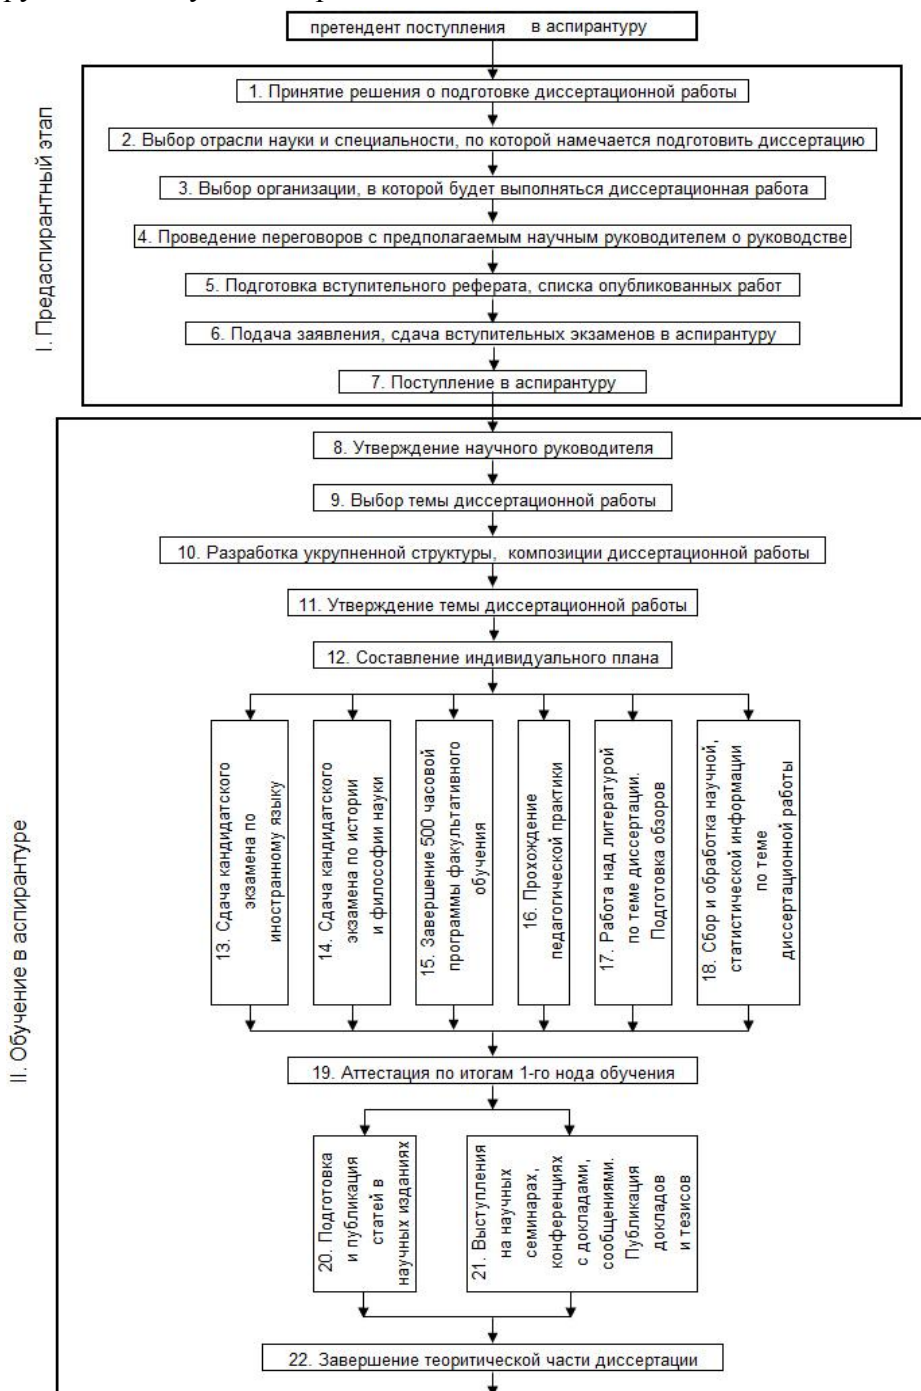 претендент поступления в аспирантуру
I. Предаспирантный этап
1. Принятие решения о подготовке диссертационной работы
2. Выбор отрасли науки и специальности, по которой намечается подготовить диссертацию
3. Выбор организации, в которой будет выполняться диссертационная работа
4. Проведение переговоров с предполагаемым научным руководителем о руководстве
5. Подготовка вступительного реферата, списка опубликованных работ
6. Подача заявления, сдача вступительных экзаменов в аспирантуру
7. Поступление в аспирантуру
II. Обучение в аспирантуре
8. Утверждение научного руководителя
9. Выбор темы диссертационной работы
10. Разработка укрупненной структуры, композиции диссертационной работы
11. Утверждение темы диссертационной работы
12. Составление индивидуального плана
13. Сдача кандидатского
экзамена по
иностранному языку
14. Сдача кандидатского
экзамена по истории
и философии науки
15. Завершение 500 часовой
программы факультативного
обучения
16. Прохождение
педагогической практики
17. Работа над литературой
по теме диссертации.
Подготовка обзоров
18. Сбор и обработка научной,
статистической информации
по теме
диссертационной работы
19. Аттестация по итогам 1-го нода обучения
20. Подготовка
и публикация
статей в
научных изданиях
21. Выступления
на научных
семинарах,
конференциях
с докладами,
сообщениями.
Публикация
докладов
и тезисов
22. Завершение теоритической части диссертации